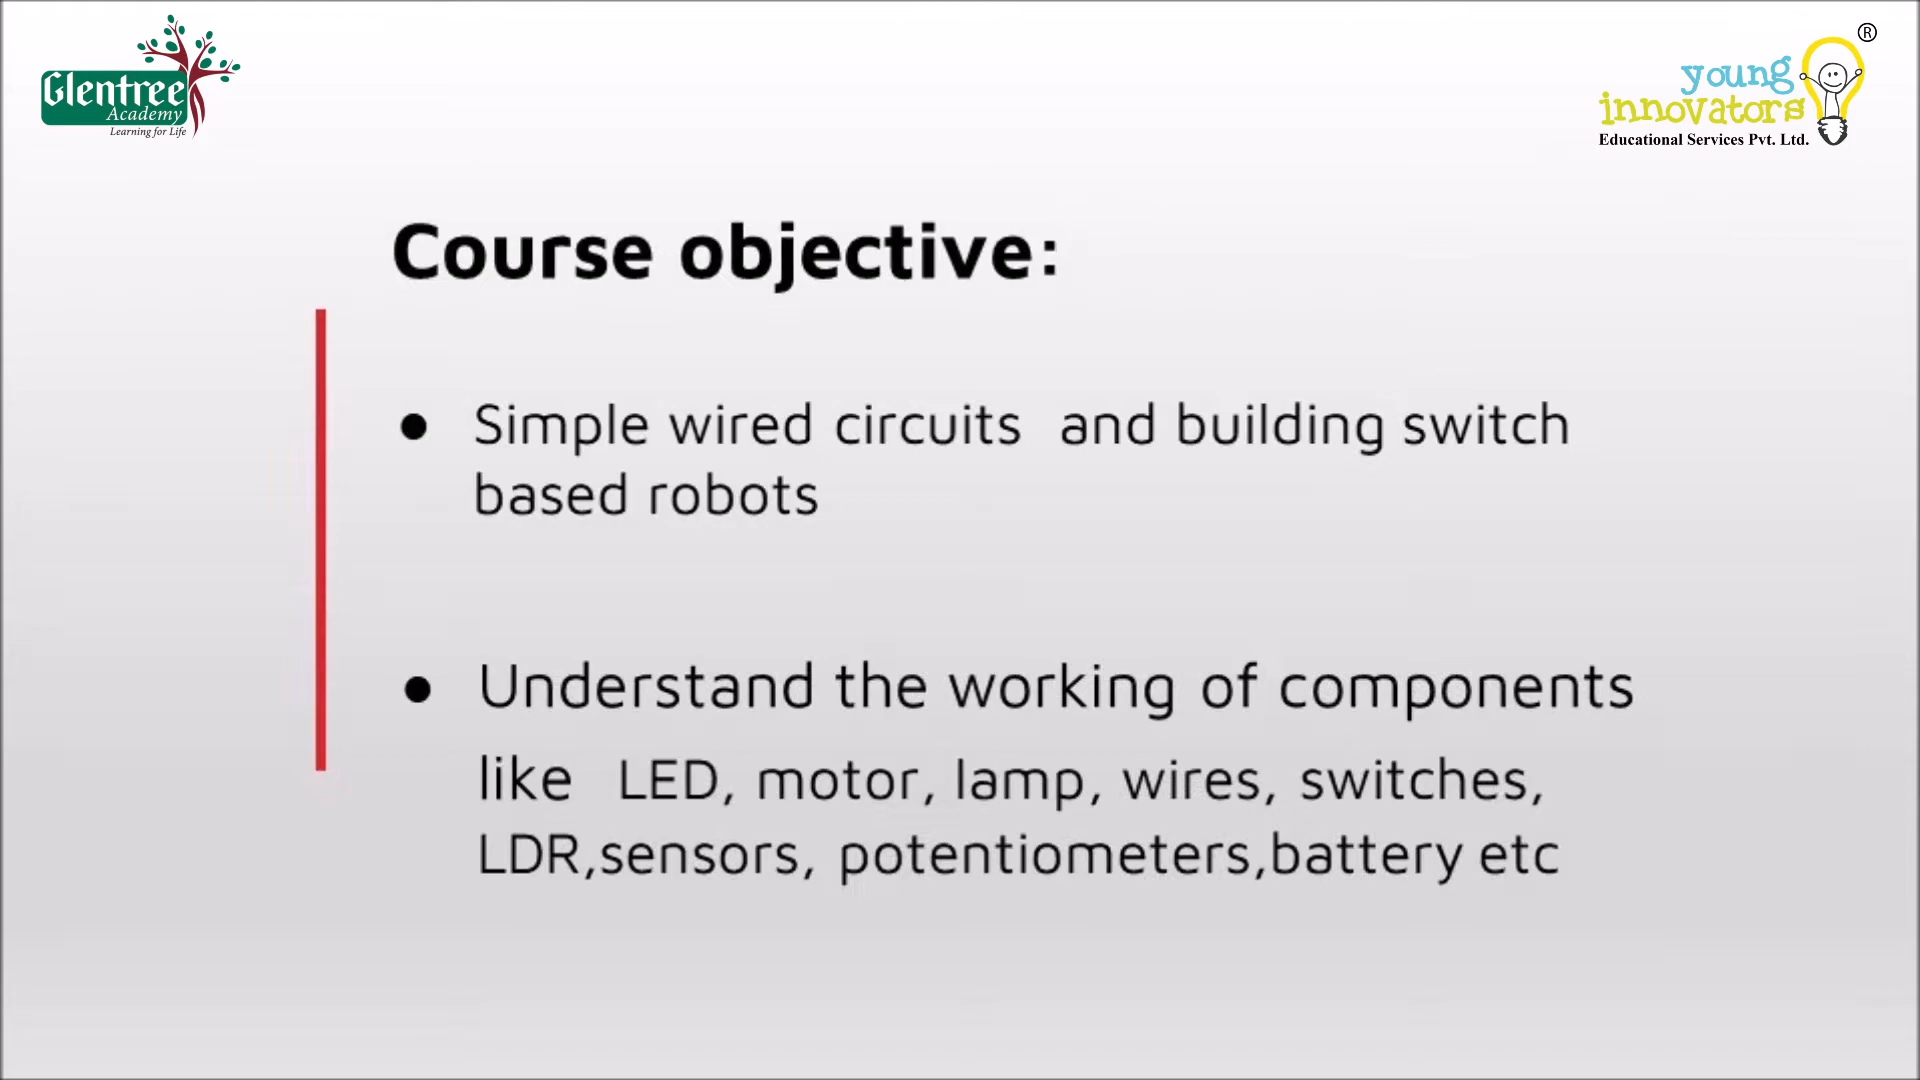 Glentree
Academy
Learning for Life
®
young
innovators
Educational Services Pvt. Ltd.
Course objective:
● Simple wired circuits and building switch
based robots
● Understand the working of components
like LED, motor, lamp, wires, switches,
LDR,sensors, potentiometers,battery etc